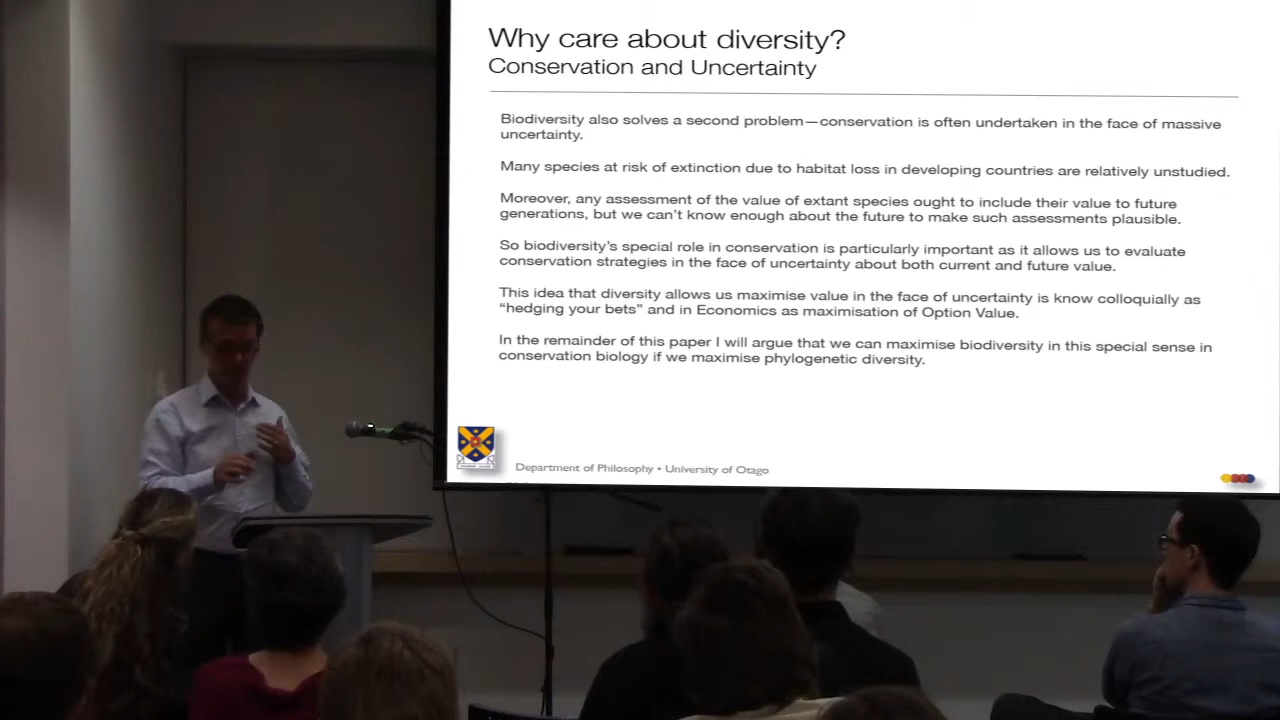 Why care about diversity?
Conservation and Uncertainty
Biodiversity also solves a second problem—conservation is often undertaken in the face of massive
uncertainty.
Many species at risk of extinction due to habitat loss in developing countries are relatively unstudied.
Moreover, any assessment of the value of extant species ought to include their value to future
generations, but we can't know enough about the future to make such assessments plausible.
So biodiversity's special role in conservation is particularly important as it allows us to evaluate
conservation strategies in the face of uncertainty about both current and future value.
This idea that diversity allows us maximise value in the face of uncertainty is know colloquially as
“hedging your bets” and in Economics as maximisation of Option Value.
In the remainder of this paper I will argue that we can maximise biodiversity in this special sense in
conservation biology if we maximise phylogenetic diversity.
Department of Philosophy • University of Otago